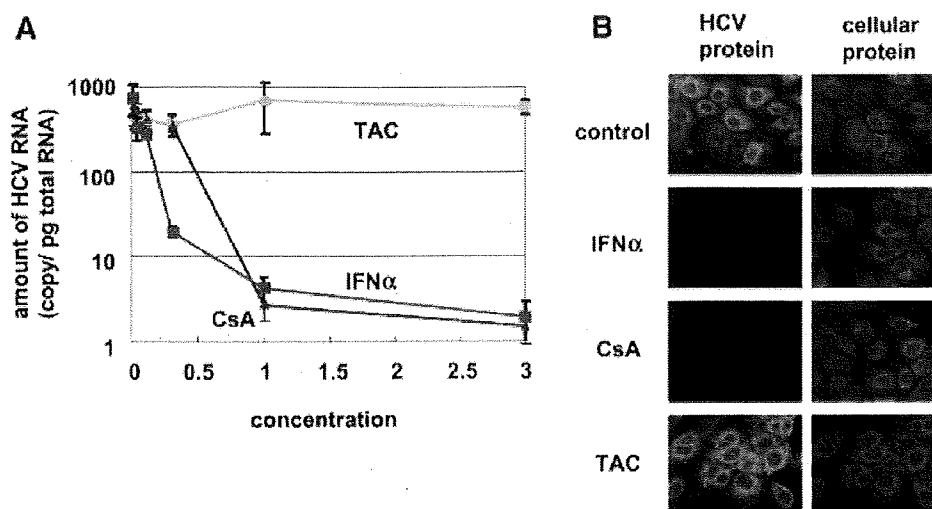 A
amount of HCV RNA
(copy/ pg total RNA)
1000
100
10
1
TAC
IFNα
CsA
0
0.5
1
1.5
2
2.5
3
concentration
B
HCV
protein
cellular
protein
control
IFNα
CsA
TAC